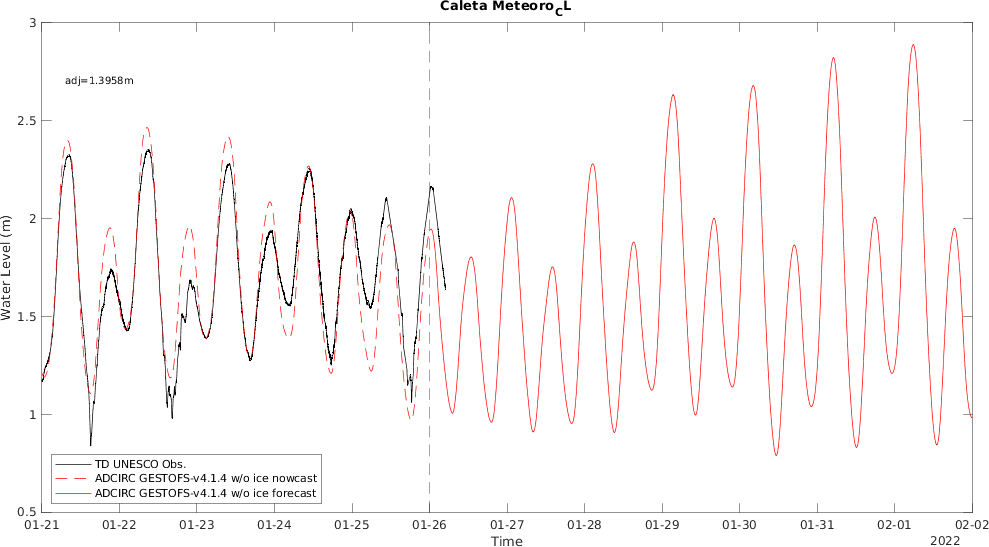 Caleta Meteoro_CL
3
adj=1.3958m
2.5
2
Water Level (m)
1.5
1
TD UNESCO Obs.
ADCIRC GESTOFS-v4.1.4 w/o ice nowcast
ADCIRC GESTOFS-v4.1.4 w/o ice forecast
0.5
01-21 01-22 01-23 01-24 01-25 01-26 01-27 01-28 01-29 01-30 01-31 02-01 02-02
Time
2022